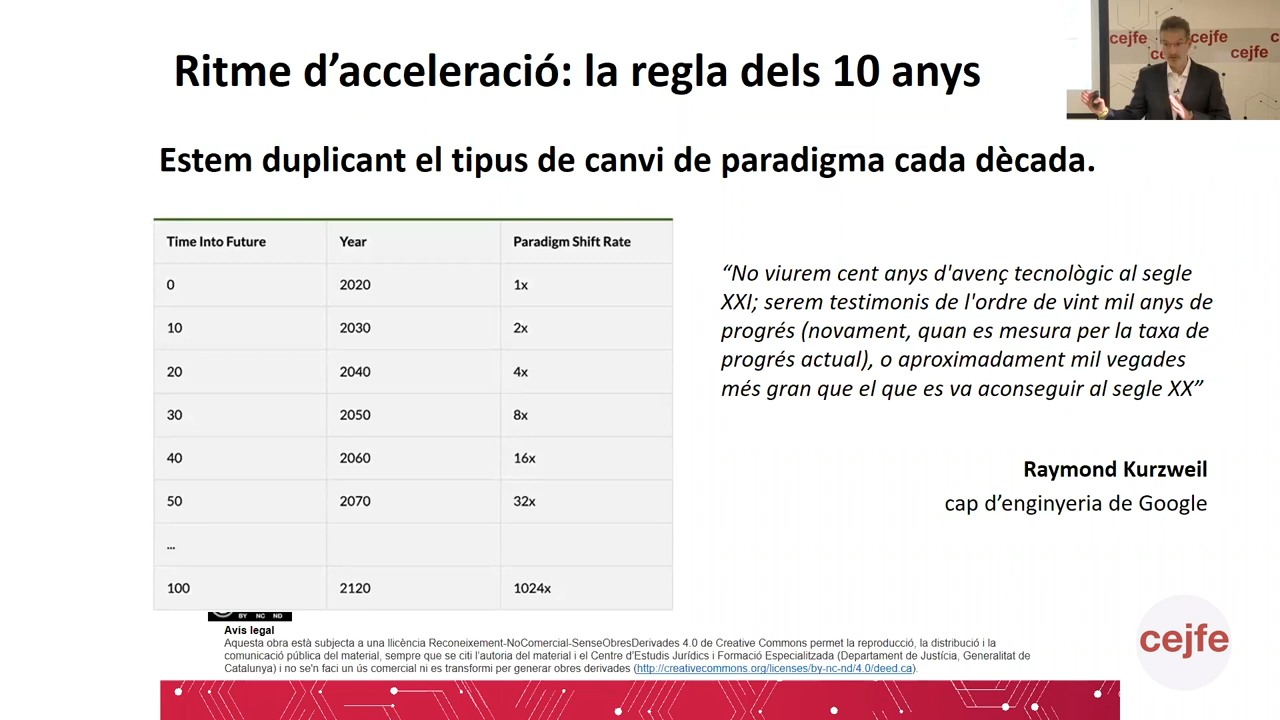 Ritme d’acceleració: la regla dels 10 anys
cejfe
cejfe
cejfe
Estem duplicant el tipus de canvi de paradigma cada dècada.
Time Into Future Year Paradigm Shift Rate
0 2020 1x
10 2030 2x
20 2040 4x
30 2050 8x
40 2060 16x
50 2070 32x
...
100 2120 1024x
“No viurem cent anys d'avenç tecnològic al segle
XXI; serem testimonis de l'ordre de vint mil anys de
progrés (novament, quan es mesura per la taxa de
progrés actual), o aproximadament mil vegades
més gran que el que es va aconseguir al segle XX”
Raymond Kurzweil
cap d’enginyeria de Google
BY NC ND
Avís legal
Aquesta obra està subjecta a una llicència Reconeixement-NoComercial-SenseObresDerivades 4.0 de Creative Commons permet la reproducció, la distribució i la
comunicació pública del material, sempre que se citi l’autoria del material i el Centre d’Estudis Jurídics i Formació Especialitzada (Departament de Justícia, Generalitat de
Catalunya) i no se'n faci un ús comercial ni es transformi per generar obres derivades (http://creativecommons.org/licenses/by-nc-nd/4.0/deed.ca).
cejfe